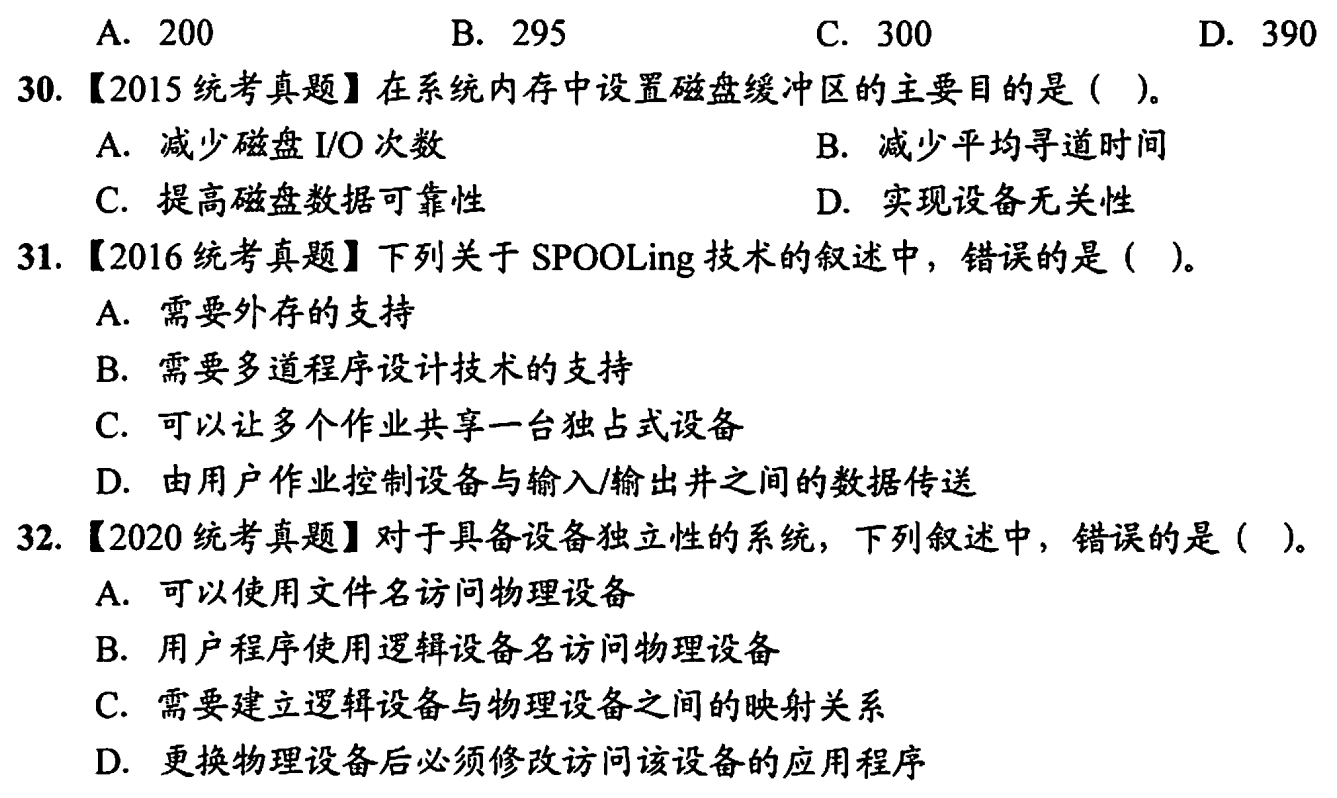 A. 200 B. 295 C. 300 D. 390
30.【2015 统考真题】在系统内存中设置磁盘缓冲区的主要目的是（ ）。
A. 减少磁盘 I/O 次数 B. 减少平均寻道时间
C. 提高磁盘数据可靠性 D. 实现设备无关性
31.【2016 统考真题】下列关于 SPOOLing 技术的叙述中，错误的是（ ）。
A. 需要外存的支持
B. 需要多道程序设计技术的支持
C. 可以让多个作业共享一台独占式设备
D. 由用户作业控制设备与输入/输出井之间的数据传送
32.【2020 统考真题】对于具备设备独立性的系统，下列叙述中，错误的是（ ）。
A. 可以使用文件名访问物理设备
B. 用户程序使用逻辑设备名访问物理设备
C. 需要建立逻辑设备与物理设备之间的映射关系
D. 更换物理设备后必须修改访问该设备的应用程序